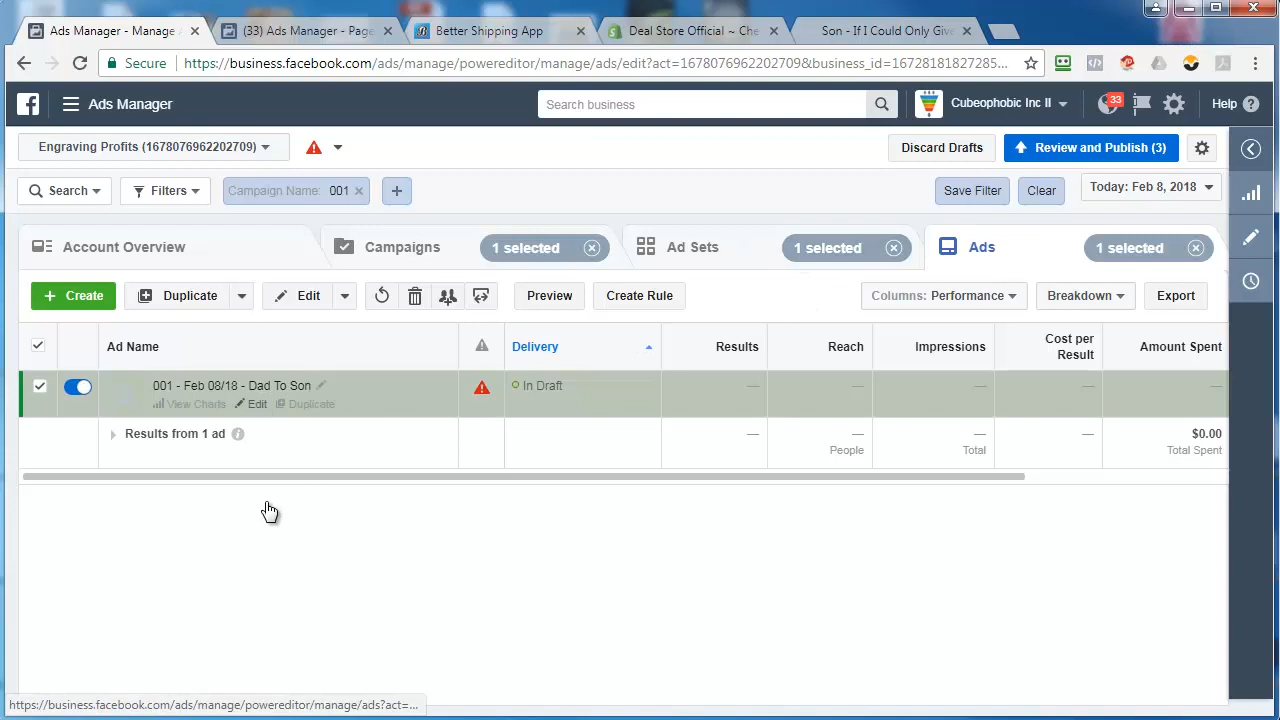 Ads Manager - Manage
(33) Ads Manager - Page
Better Shipping App
Deal Store Official ~ Che
Son - If I Could Only Give
Secure
https://business.facebook.com/ads/manage/powereditor/manage/ads/edit?act=1678076962202709&business_id=16728181827285...
Ads Manager
Search business
Cubeophobic Inc II
33
Help
Engraving Profits (1678076962202709)
Discard Drafts
Review and Publish (3)
Search
Filters
Campaign Name: 001
Save Filter
Clear
Today: Feb 8, 2018
Account Overview
Campaigns
1 selected
Ad Sets
1 selected
Ads
1 selected
+ Create
Duplicate
Edit
Preview
Create Rule
Columns: Performance
Breakdown
Export
Ad Name
Delivery
Results
Reach
Impressions
Cost per
Result
Amount Spent
001 - Feb 08/18 - Dad To Son
In Draft
—
—
—
—
—
View Charts
Edit
Duplicate
Results from 1 ad
—
—
—
—
$0.00
People
Total
Total Spent
https://business.facebook.com/ads/manage/powereditor/manage/ads?act=...